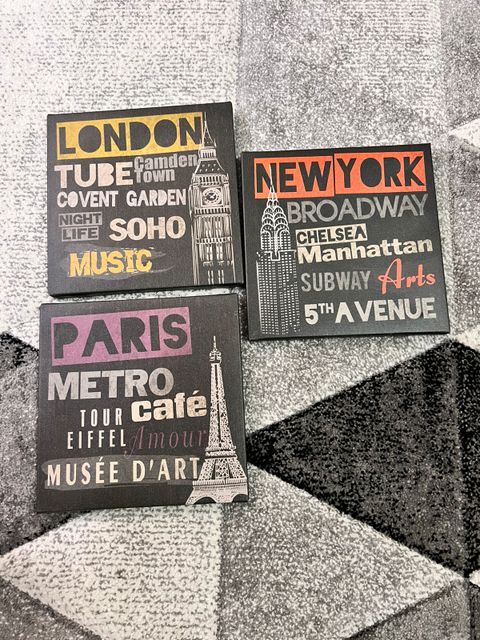 LONDON
TUBE Camden Town
COVENT GARDEN
NIGHT LIFE SOHO
MUSIC
NEW YORK
BROADWAY
CHELSEA
Manhattan
SUBWAY Arts
5TH AVENUE
PARIS
METRO
TOUR EIFFEL café
Amour
MUSÉE D'ART